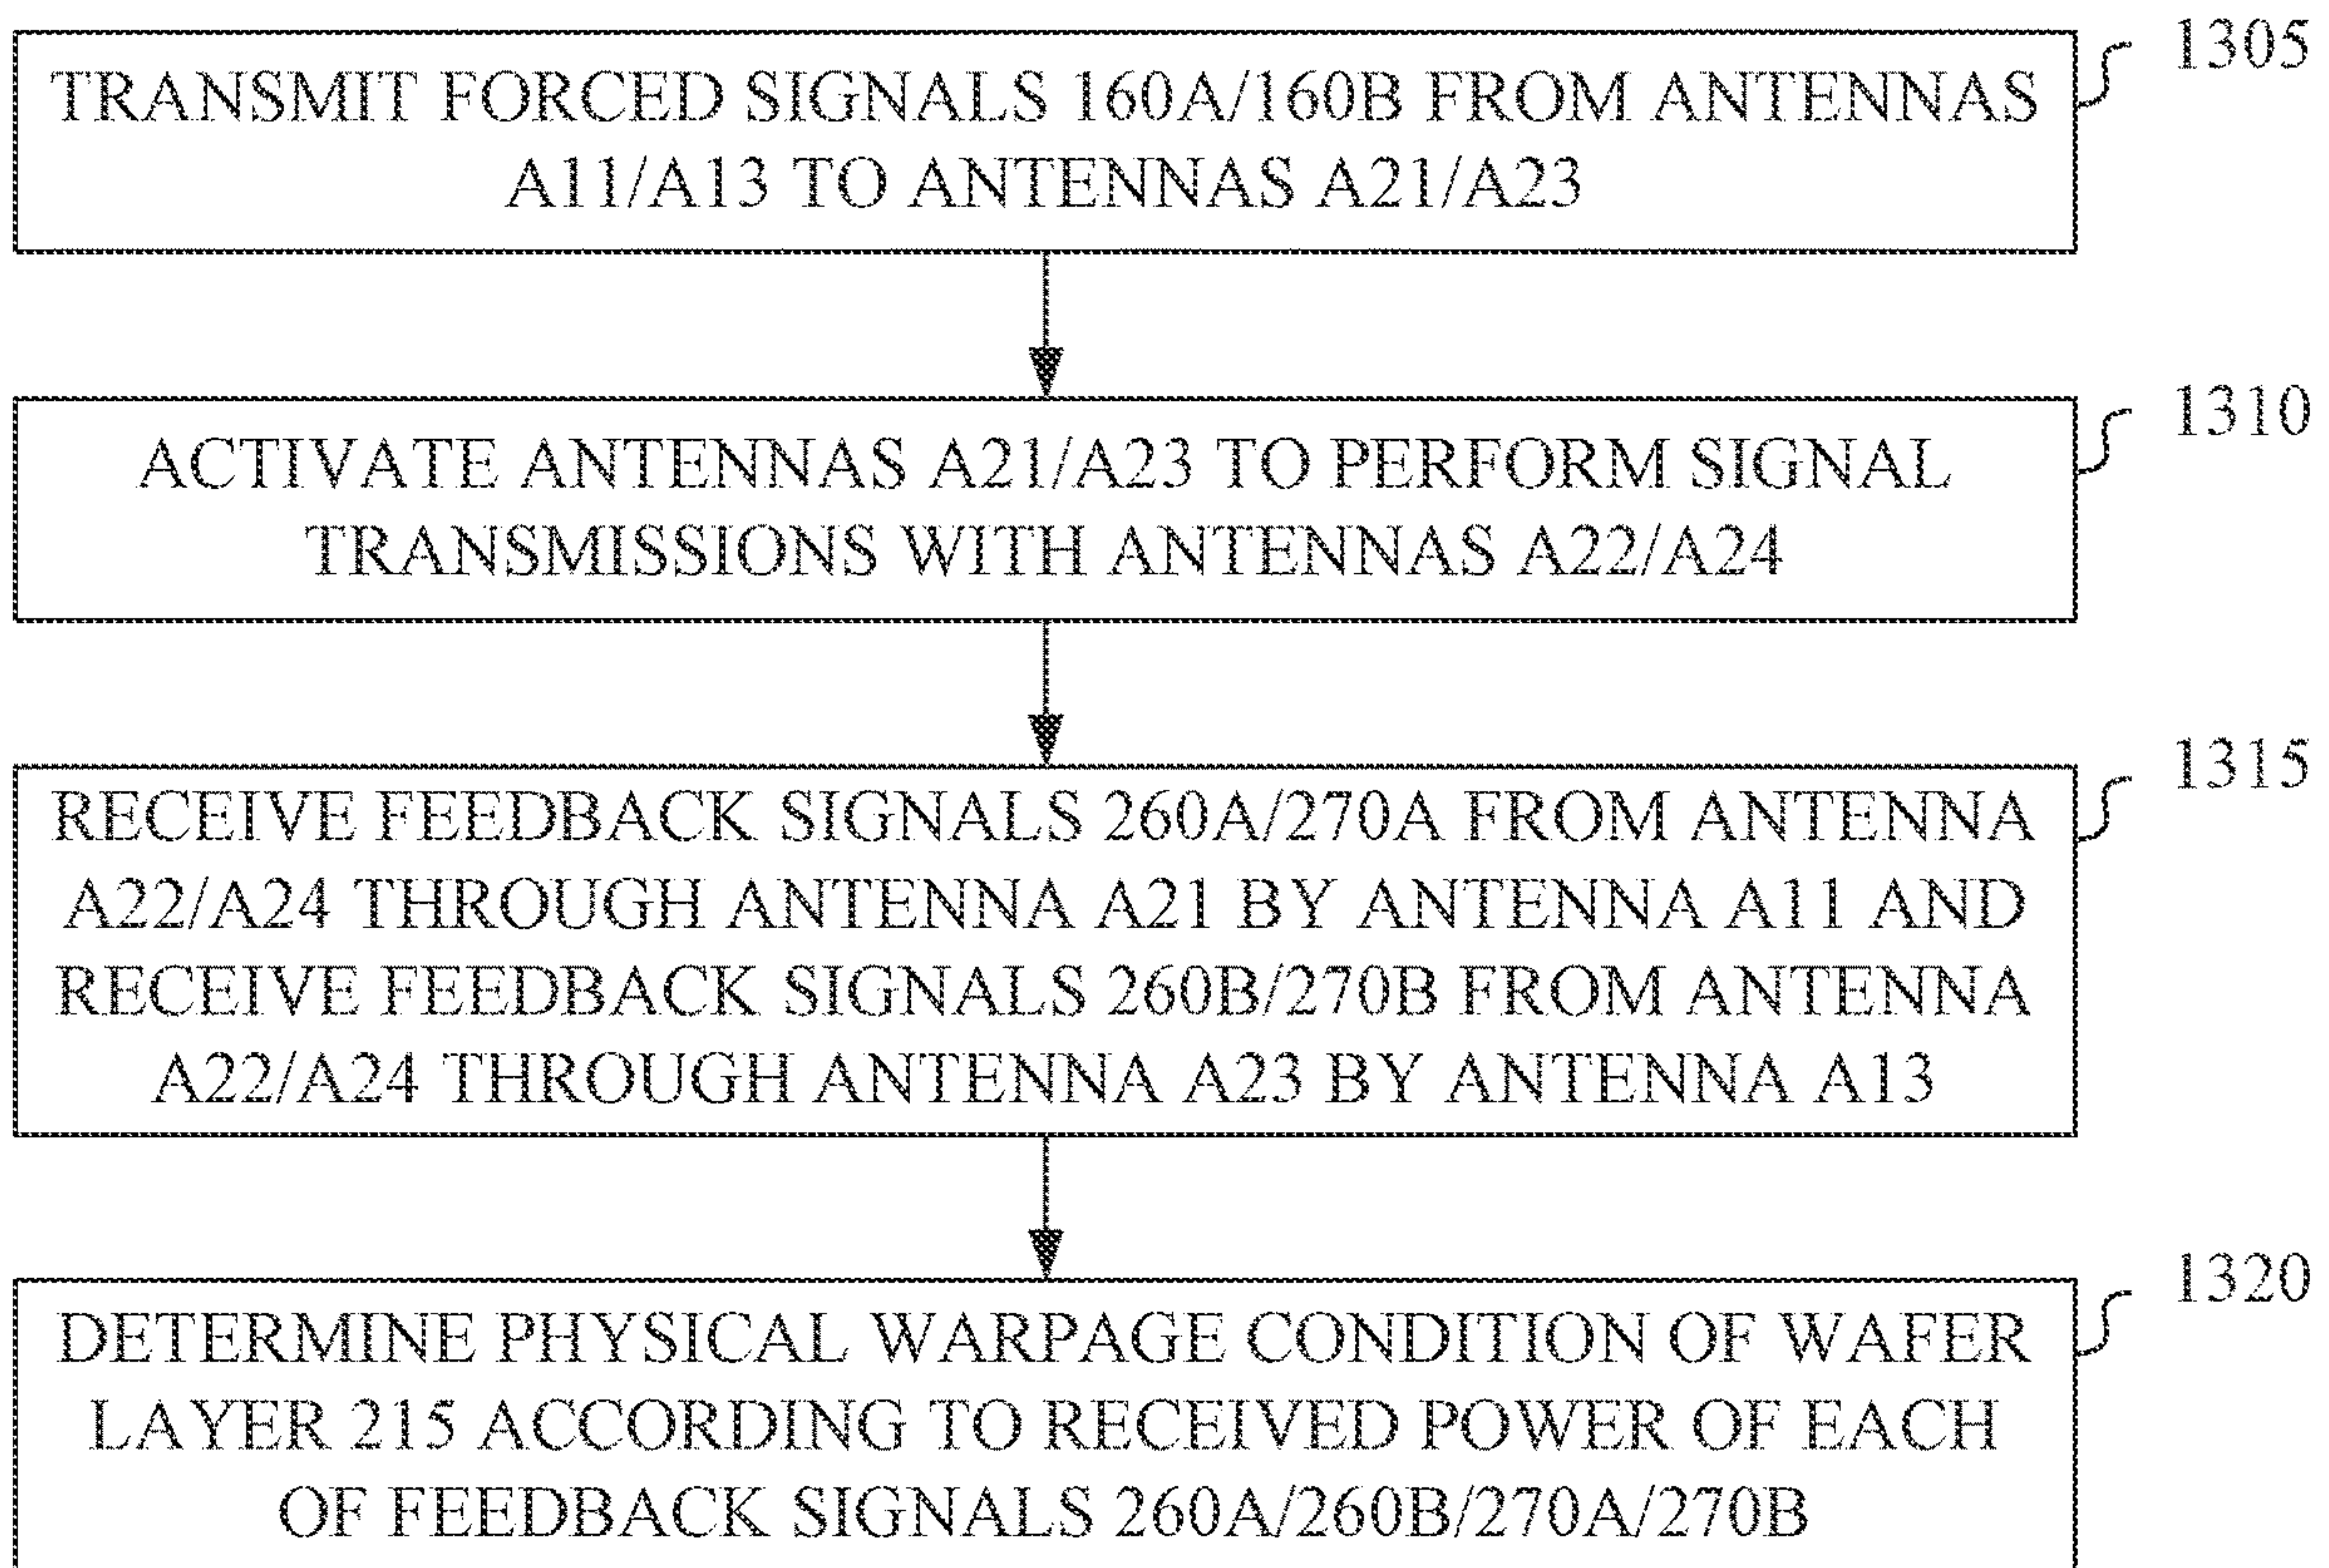 1305
TRANSMIT FORCED SIGNALS 160A/160B FROM ANTENNAS
A11/A13 TO ANTENNAS A21/A23
1310
ACTIVATE ANTENNAS A21/A23 TO PERFORM SIGNAL
TRANSMISSIONS WITH ANTENNAS A22/A24
1315
RECEIVE FEEDBACK SIGNALS 260A/270A FROM ANTENNA
A22/A24 THROUGH ANTENNA A21 BY ANTENNA A11 AND
RECEIVE FEEDBACK SIGNALS 260B/270B FROM ANTENNA
A22/A24 THROUGH ANTENNA A23 BY ANTENNA A13
1320
DETERMINE PHYSICAL WARPAGE CONDITION OF WAFER
LAYER 215 ACCORDING TO RECEIVED POWER OF EACH
OF FEEDBACK SIGNALS 260A/260B/270A/270B